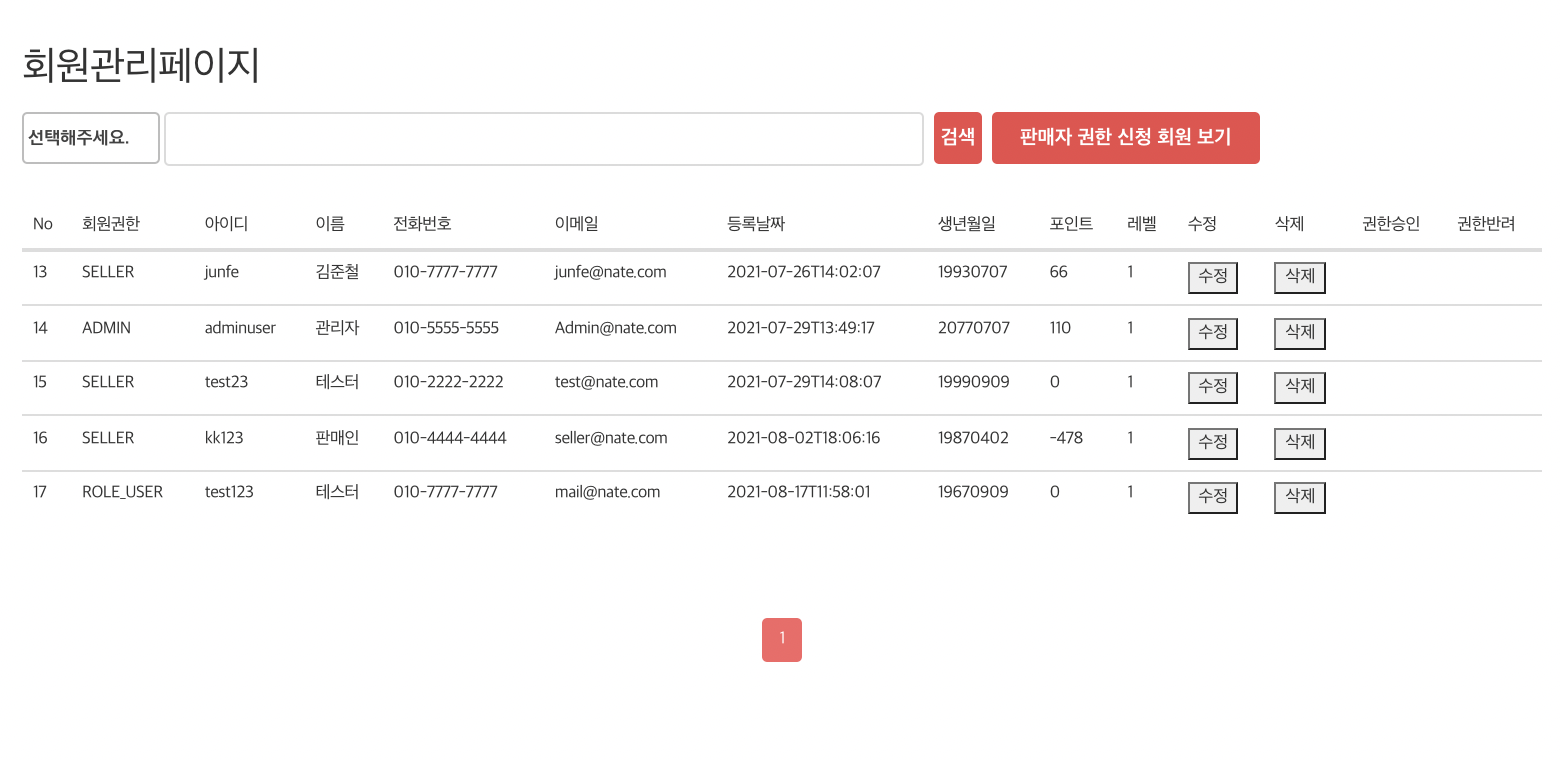 회원관리페이지
선택해주세요. 검색 판매자 권한 신청 회원 보기
No 회원권한 아이디 이름 전화번호 이메일 등록날짜 생년월일 포인트 레벨 수정 삭제 권한승인 권한반려
13 SELLER junfe 김준철 010-7777-7777 junfe@nate.com 2021-07-26T14:02:07 19930707 66 1 수정 삭제
14 ADMIN adminuser 관리자 010-5555-5555 Admin@nate.com 2021-07-29T13:49:17 20770707 110 1 수정 삭제
15 SELLER test23 테스터 010-2222-2222 test@nate.com 2021-07-29T14:08:07 19990909 0 1 수정 삭제
16 SELLER kk123 판매인 010-4444-4444 seller@nate.com 2021-08-02T18:06:16 19870402 -478 1 수정 삭제
17 ROLE_USER test123 테스터 010-7777-7777 mail@nate.com 2021-08-17T11:58:01 19670909 0 1 수정 삭제
1